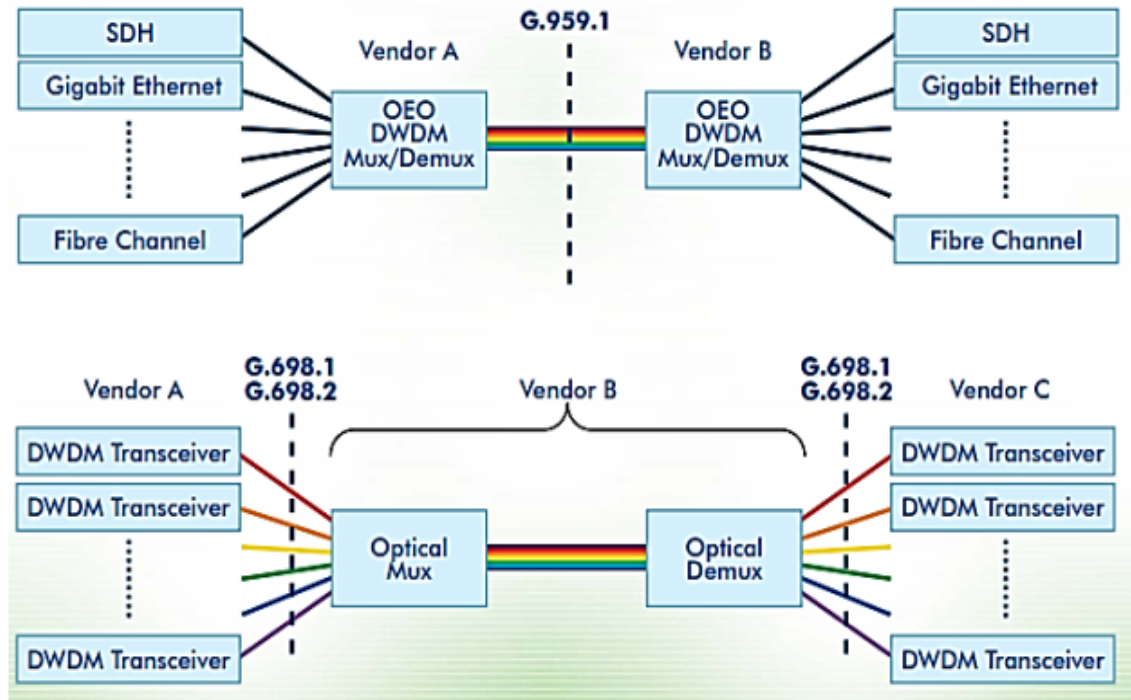 G.959.1
Vendor A
Vendor B
SDH
Gigabit Ethernet
Fibre Channel
OEO
DWDM
Mux/Demux
OEO
DWDM
Mux/Demux
SDH
Gigabit Ethernet
Fibre Channel
Vendor A
G.698.1
G.698.2
Vendor B
G.698.1
G.698.2
Vendor C
DWDM Transceiver
DWDM Transceiver
DWDM Transceiver
Optical
Mux
Optical
Demux
DWDM Transceiver
DWDM Transceiver
DWDM Transceiver